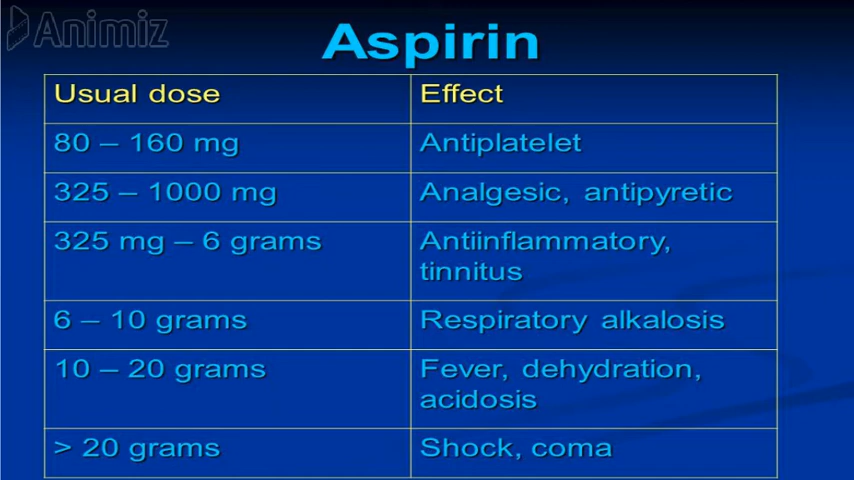 Animiz
Aspirin
Usual dose Effect
80 – 160 mg Antiplatelet
325 – 1000 mg Analgesic, antipyretic
325 mg – 6 grams Antiinflammatory,
tinnitus
6 – 10 grams Respiratory alkalosis
10 – 20 grams Fever, dehydration,
acidosis
> 20 grams Shock, coma